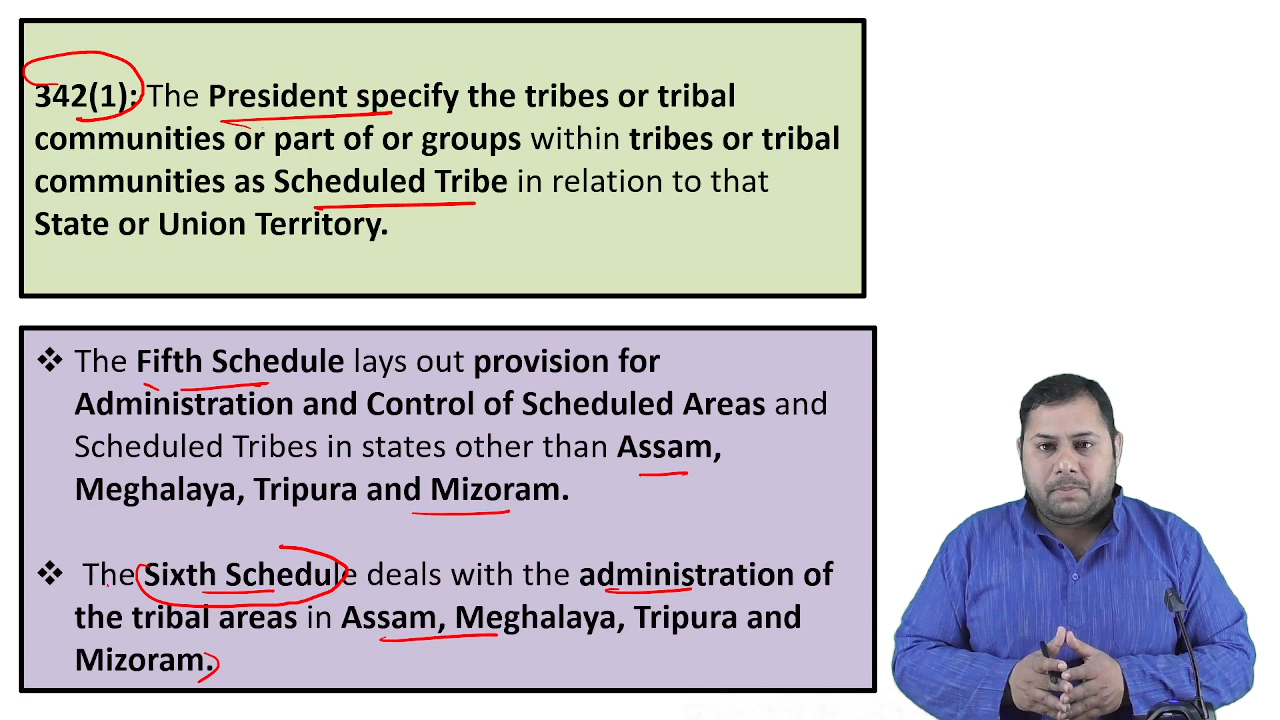 342(1): The President specify the tribes or tribal
communities or part of or groups within tribes or tribal
communities as Scheduled Tribe in relation to that
State or Union Territory.
❖ The Fifth Schedule lays out provision for
Administration and Control of Scheduled Areas and
Scheduled Tribes in states other than Assam,
Meghalaya, Tripura and Mizoram.
❖ The Sixth Schedule deals with the administration of
the tribal areas in Assam, Meghalaya, Tripura and
Mizoram.